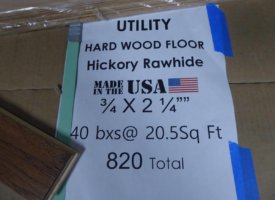 UTILITY
HARD WOOD FLOOR
Hickory Rawhide
MADE IN THE USA
¾ X 2 ¼""
40 bxs@ 20.5Sq Ft
820 Total